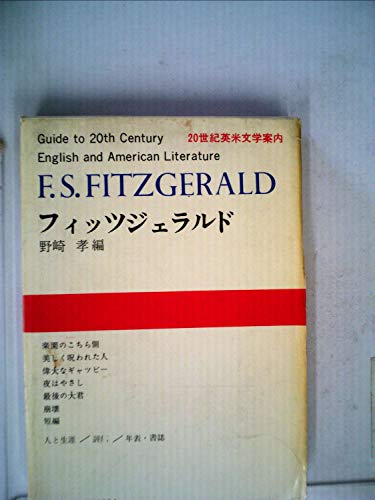 Guide to 20th Century 20世紀英米文学案内
English and American Literature
F.S.FITZGERALD
フィッツジェラルド
野崎 孝編
楽園のこちら側
美しく呪われた人
偉大なギャツビー
夜はやさし
最後の大君
崩壊
短編
人と生涯／評／年表・書誌